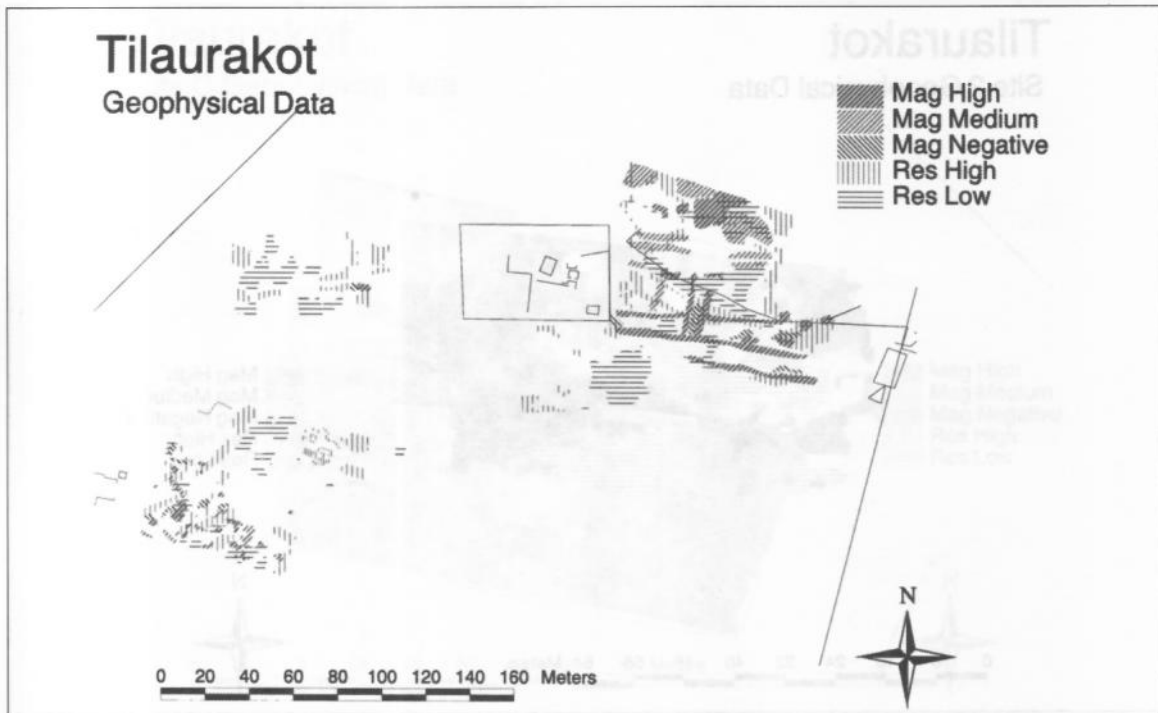 Tilaurakot
Geophysical Data
Mag High
Mag Medium
Mag Negative
Res High
Res Low
N
0 20 40 60 80 100 120 140 160 Meters